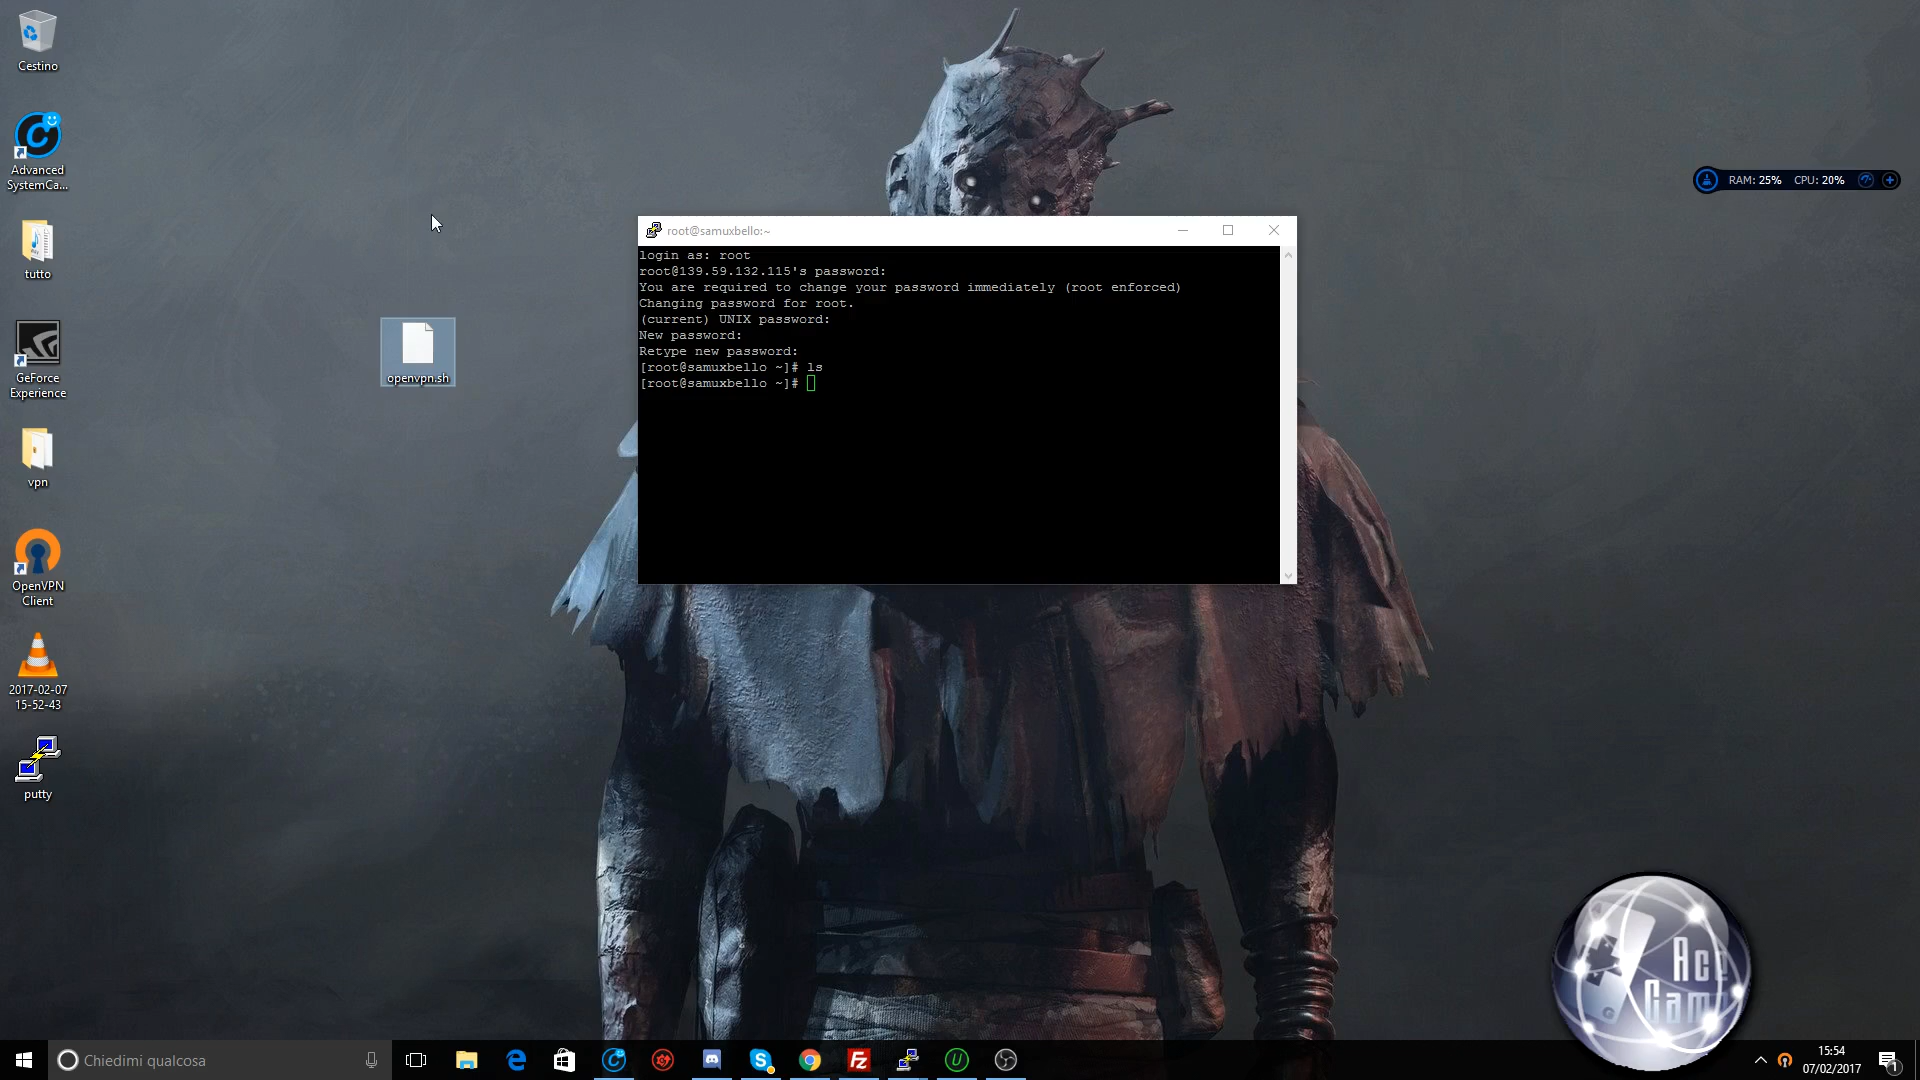 Cestino
Advanced
SystemCa...
tutto
GeForce
Experience
vpn
OpenVPN
Client
2017-02-07
15-52-43
putty
openvpn.sh
root@samuxbello:~
login as: root
root@139.59.132.115's password:
You are required to change your password immediately (root enforced)
Changing password for root.
(current) UNIX password:
New password:
Retype new password:
[root@samuxbello ~]# ls
[root@samuxbello ~]#
RAM: 25% CPU: 20%
Ace
Game
Chiedimi qualcosa
15:54
07/02/2017
1